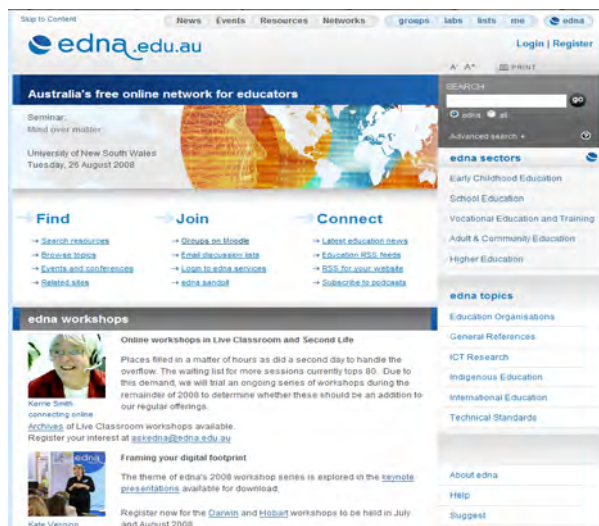 Skip to Content
News Events Resources Networks groups labs lists me edna
edna.edu.au
Login | Register
A- A+ PRINT
Australia's free online network for educators
Seminar:
Mind over matter
University of New South Wales
Tuesday, 26 August 2008
SEARCH
GO
edna all
Advanced search +
edna sectors
Early Childhood Education
School Education
Vocational Education and Training
Adult & Community Education
Higher Education
Find
Search resources
Browse topics
Events and conferences
Related sites
Join
Groups on Moodle
Email discussion lists
Login to edna services
edna sandpit
Connect
Latest education news
Education RSS feeds
RSS for your website
Subscribe to podcasts
edna topics
Education Organisations
General References
ICT Research
Indigenous Education
International Education
Technical Standards
edna workshops
Online workshops in Live Classroom and Second Life
Places filled in a matter of hours as did a second day to handle the
overflow. The waiting list for more sessions currently tops 80. Due to
this demand, we will trial an ongoing series of workshops during the
remainder of 2008 to determine whether these should be an addition to
our regular offerings.
Kerrie Smith
connecting online
Archives of Live Classroom workshops available.
Register your interest at askedna@edna.edu.au
Framing your digital footprint
edna
The theme of edna's 2008 workshop series is explored in the keynote
presentations available for download.
Register now for the Darwin and Hobart workshops to be held in July
and August 2008
Kate Vernon
About edna
Help
Suggest